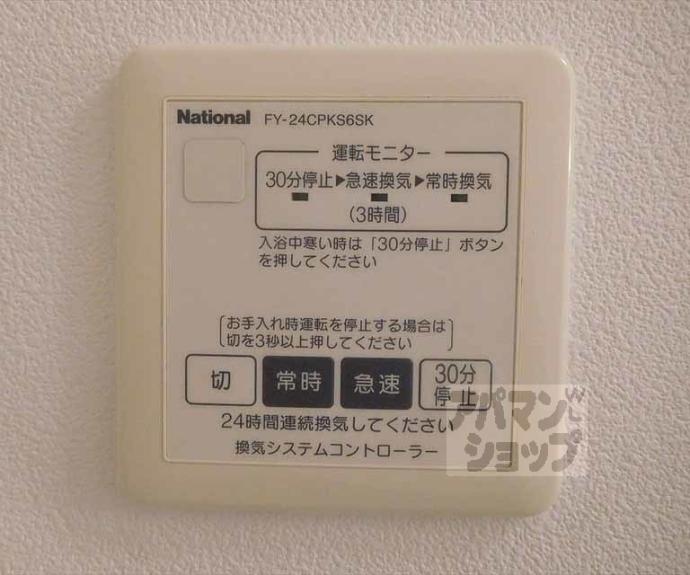 National FY-24CPKS6SK
運転モニター
30分停止▶急速換気▶常時換気
(3時間)
入浴中寒い時は「30分停止」ボタン
を押してください
お手入れ時運転を停止する場合は
切を3秒以上押してください
切 常時 急速 30分
停止
24時間連続換気してください
換気システムコントローラー
アパマン
ショップ